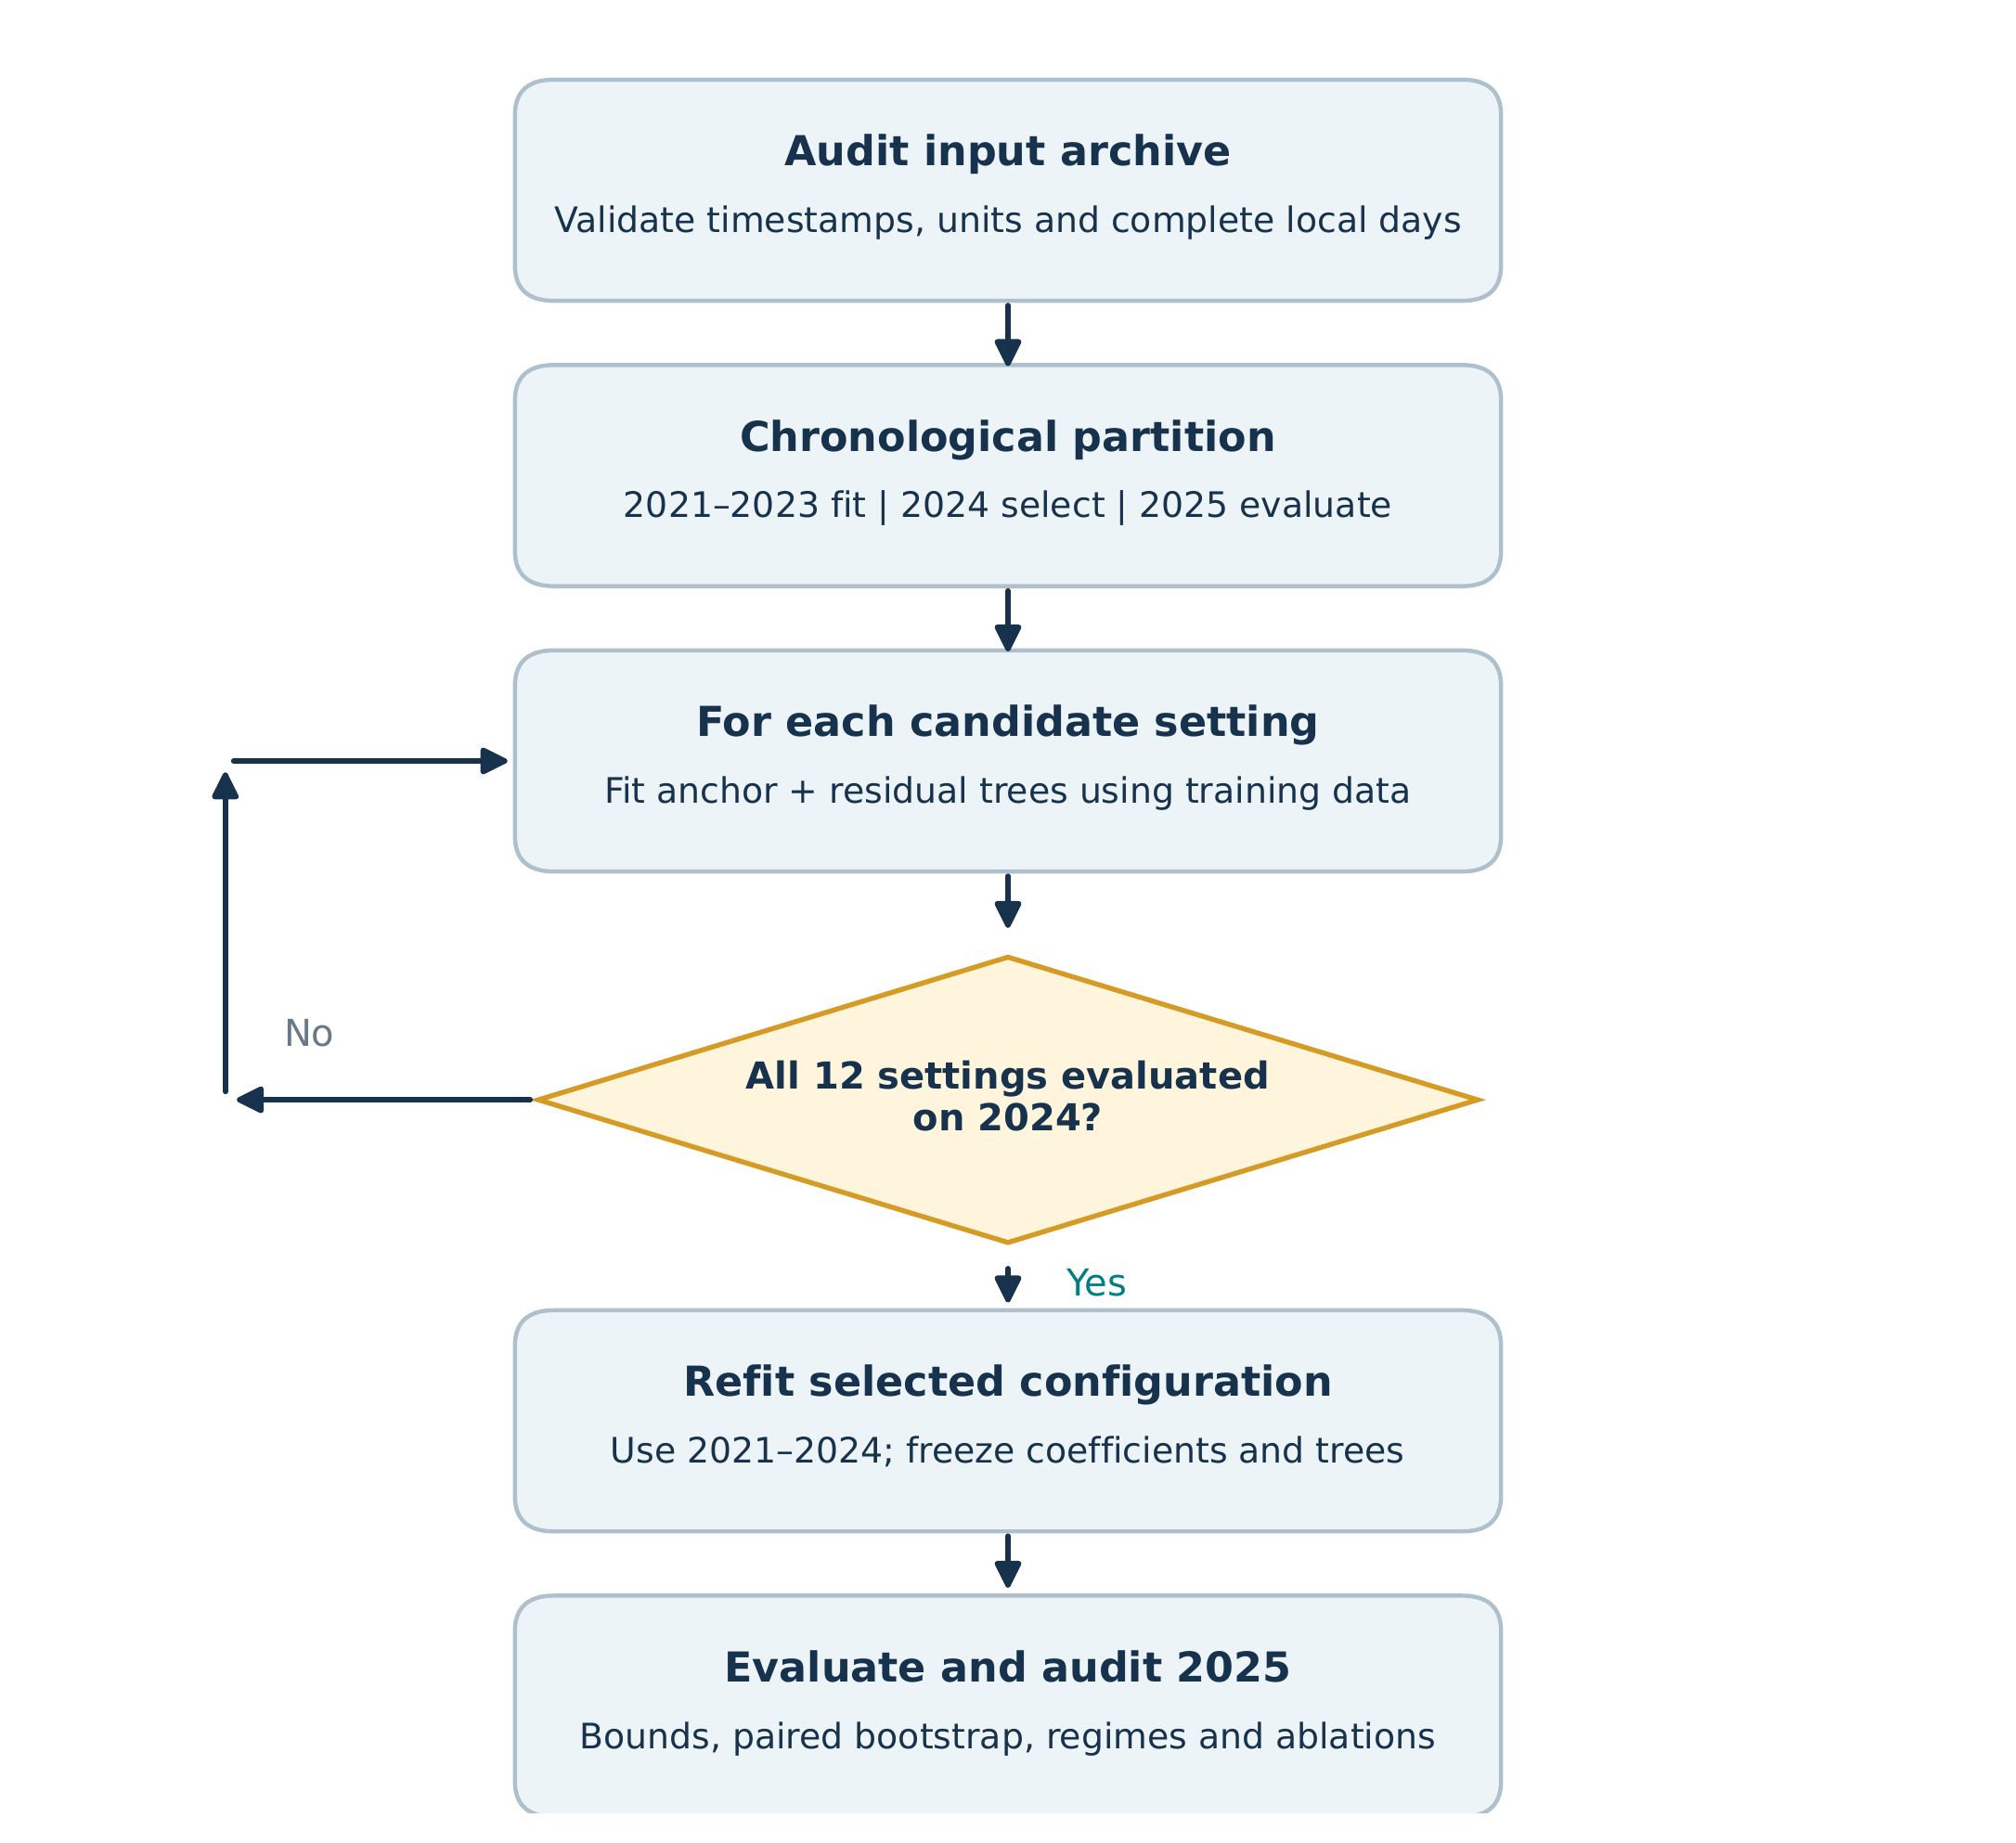 Audit input archive
Validate timestamps, units and complete local days
Chronological partition
2021–2023 fit | 2024 select | 2025 evaluate
For each candidate setting
Fit anchor + residual trees using training data
No
All 12 settings evaluated
on 2024?
Yes
Refit selected configuration
Use 2021–2024; freeze coefficients and trees
Evaluate and audit 2025
Bounds, paired bootstrap, regimes and ablations